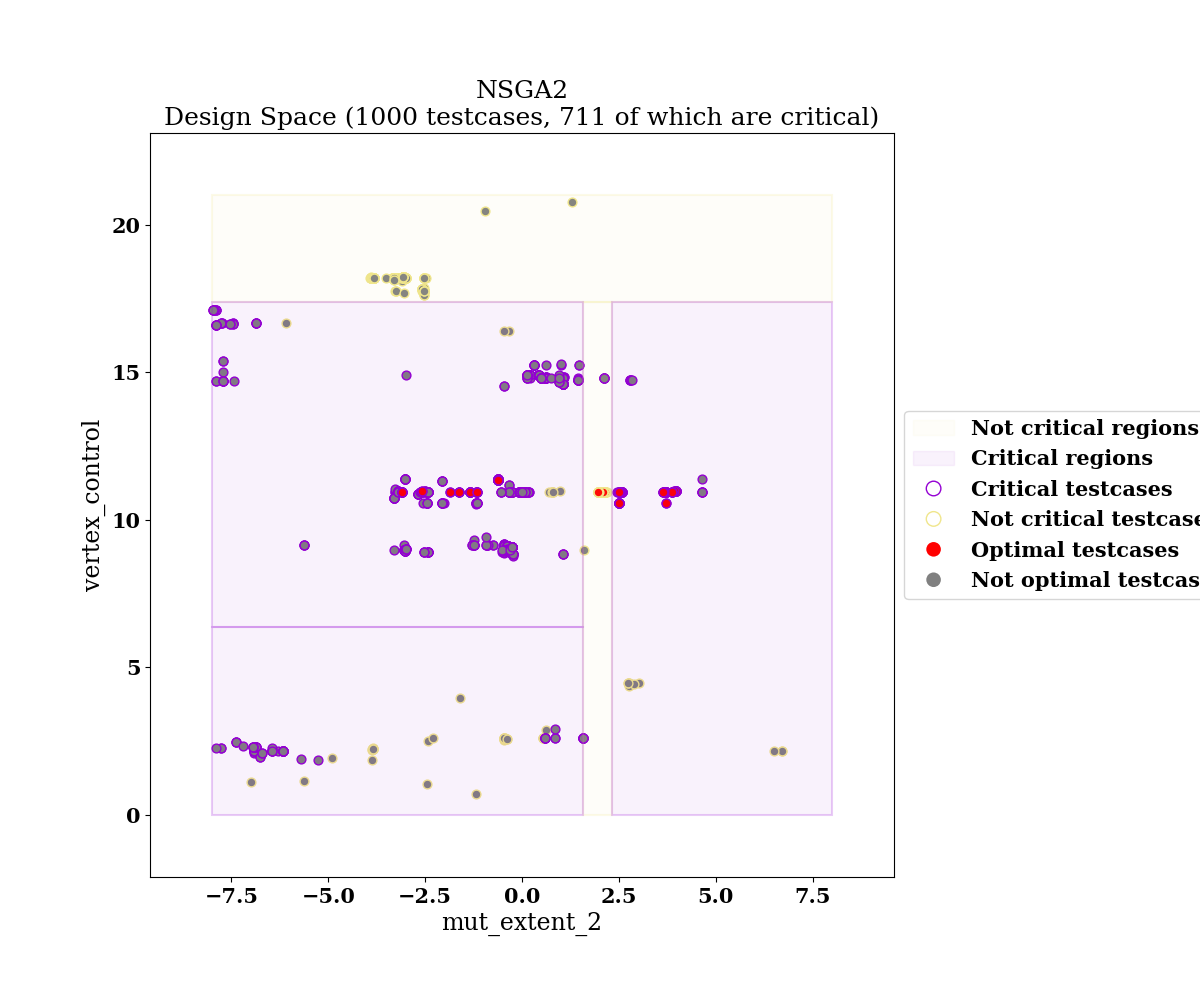 NSGA2
Design Space (1000 testcases, 711 of which are critical)
20
15
10
5
0
vertex_control
−7.5
−5.0
−2.5
0.0
2.5
5.0
7.5
mut_extent_2
Not critical regions
Critical regions
Critical testcases
Not critical testcase
Optimal testcases
Not optimal testcas